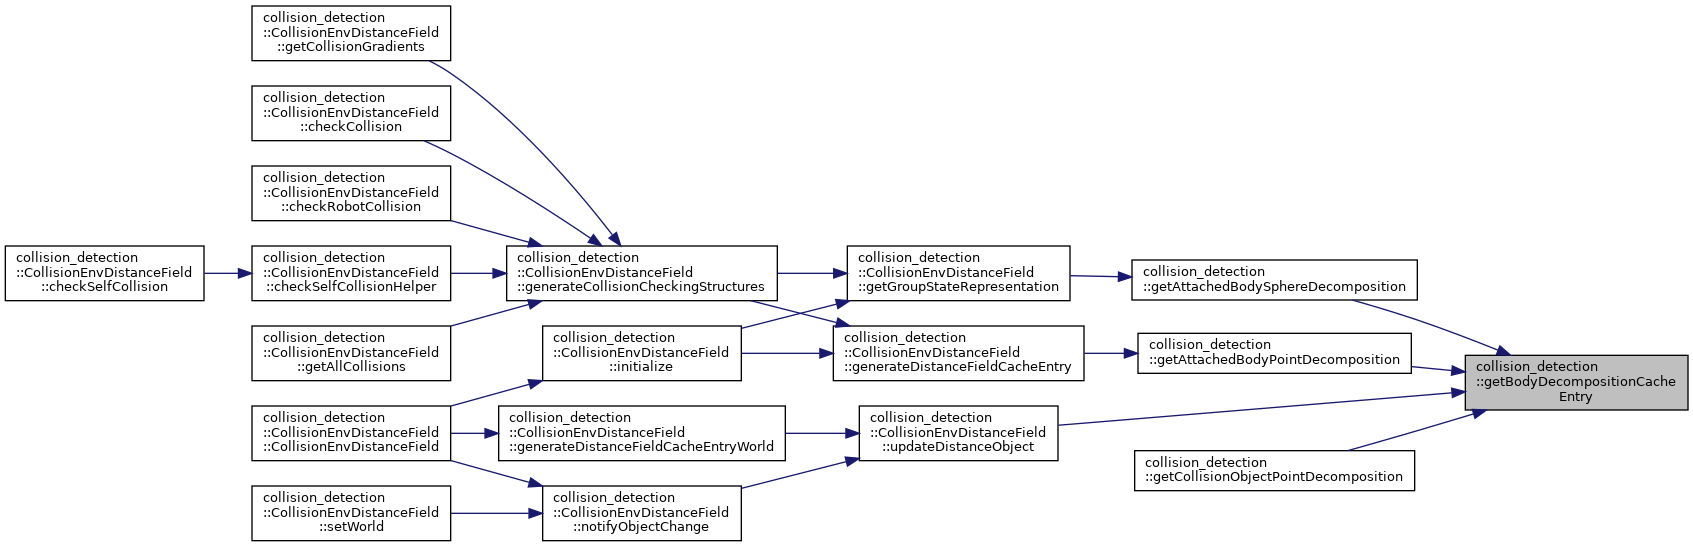 collision_detection
::CollisionEnvDistanceField
::getCollisionGradients
collision_detection
::CollisionEnvDistanceField
::checkCollision
collision_detection
::CollisionEnvDistanceField
::checkRobotCollision
collision_detection
::CollisionEnvDistanceField
::checkSelfCollision
collision_detection
::CollisionEnvDistanceField
::checkSelfCollisionHelper
collision_detection
::CollisionEnvDistanceField
::generateCollisionCheckingStructures
collision_detection
::CollisionEnvDistanceField
::getGroupStateRepresentation
collision_detection
::getAttachedBodySphereDecomposition
collision_detection
::CollisionEnvDistanceField
::getAllCollisions
collision_detection
::CollisionEnvDistanceField
::initialize
collision_detection
::CollisionEnvDistanceField
::generateDistanceFieldCacheEntry
collision_detection
::getAttachedBodyPointDecomposition
collision_detection
::getBodyDecompositionCache
Entry
collision_detection
::CollisionEnvDistanceField
::CollisionEnvDistanceField
collision_detection
::CollisionEnvDistanceField
::generateDistanceFieldCacheEntryWorld
collision_detection
::CollisionEnvDistanceField
::updateDistanceObject
collision_detection
::getCollisionObjectPointDecomposition
collision_detection
::CollisionEnvDistanceField
::setWorld
collision_detection
::CollisionEnvDistanceField
::notifyObjectChange